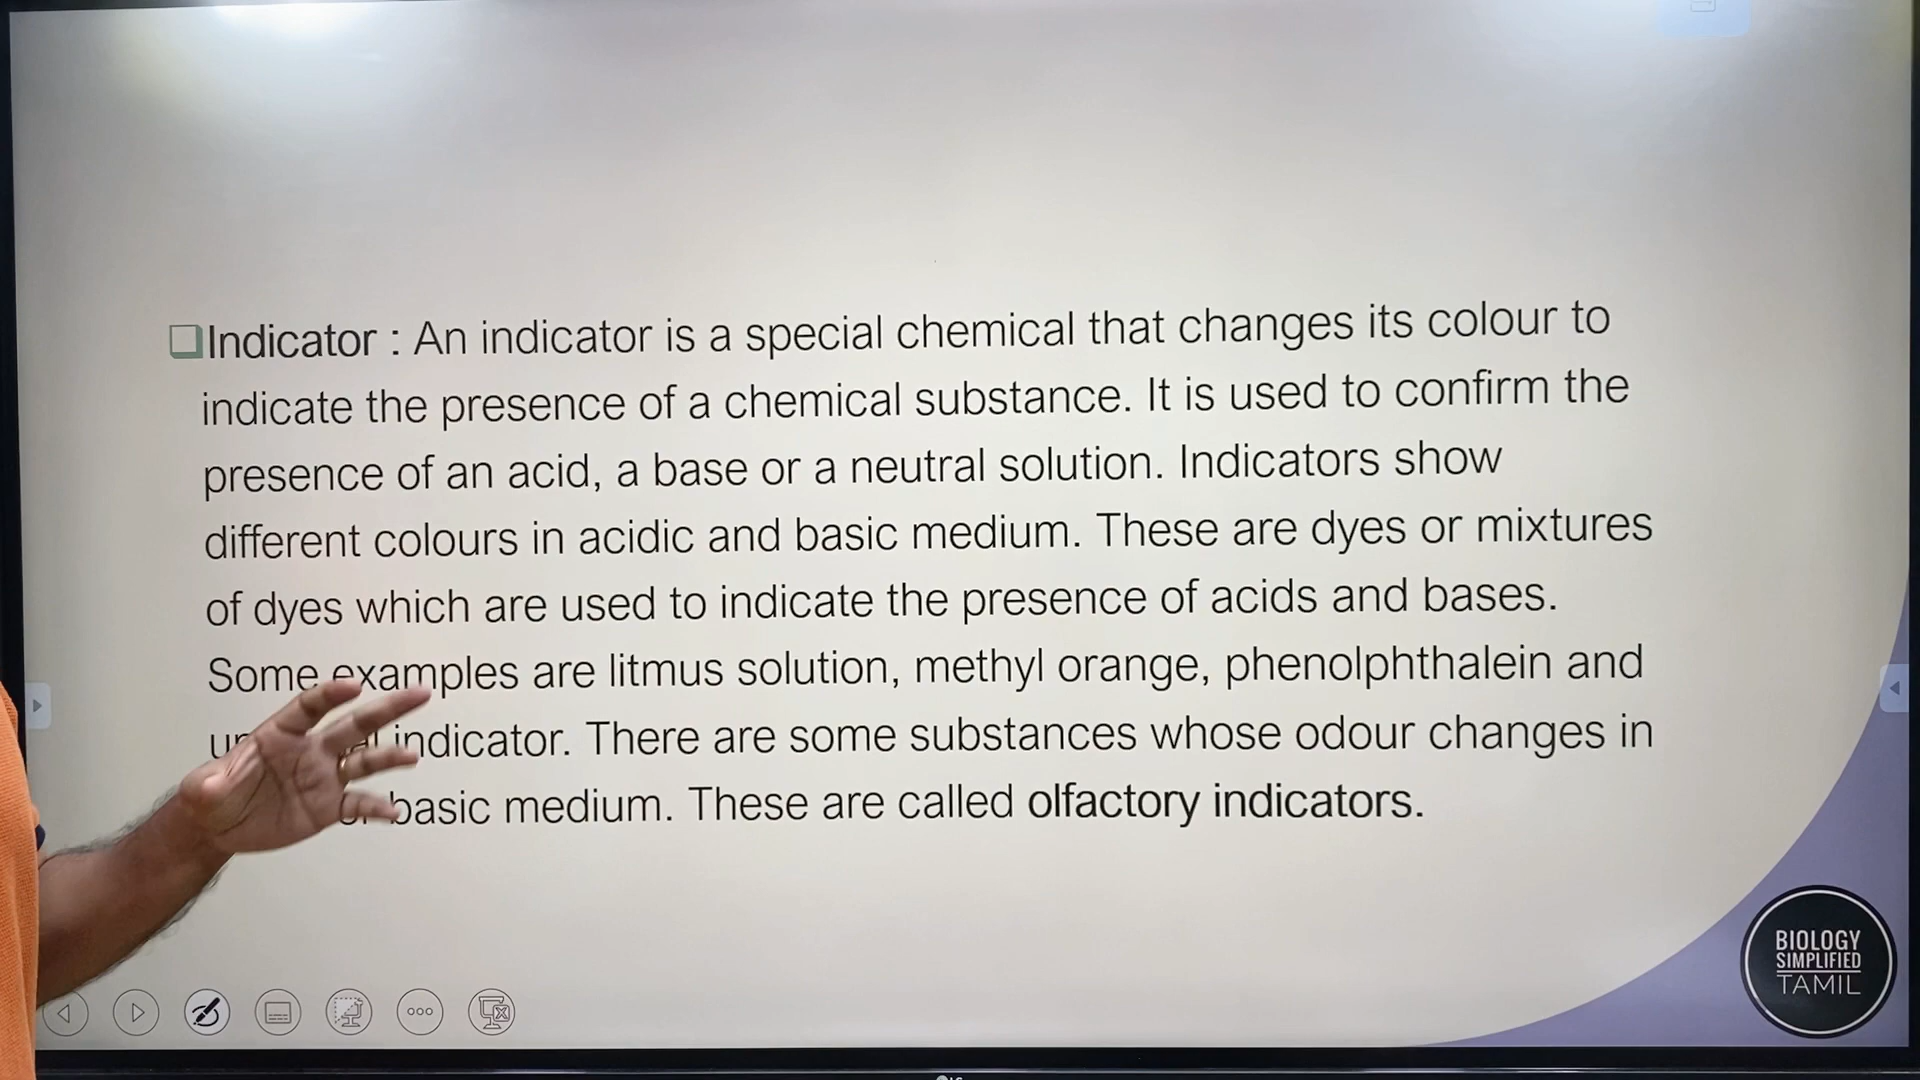 Indicator : An indicator is a special chemical that changes its colour to
indicate the presence of a chemical substance. It is used to confirm the
presence of an acid, a base or a neutral solution. Indicators show
different colours in acidic and basic medium. These are dyes or mixtures
of dyes which are used to indicate the presence of acids and bases.
Some examples are litmus solution, methyl orange, phenolphthalein and
indicator. There are some substances whose odour changes in
or basic medium. These are called olfactory indicators.
BIOLOGY
SIMPLIFIED
TAMIL